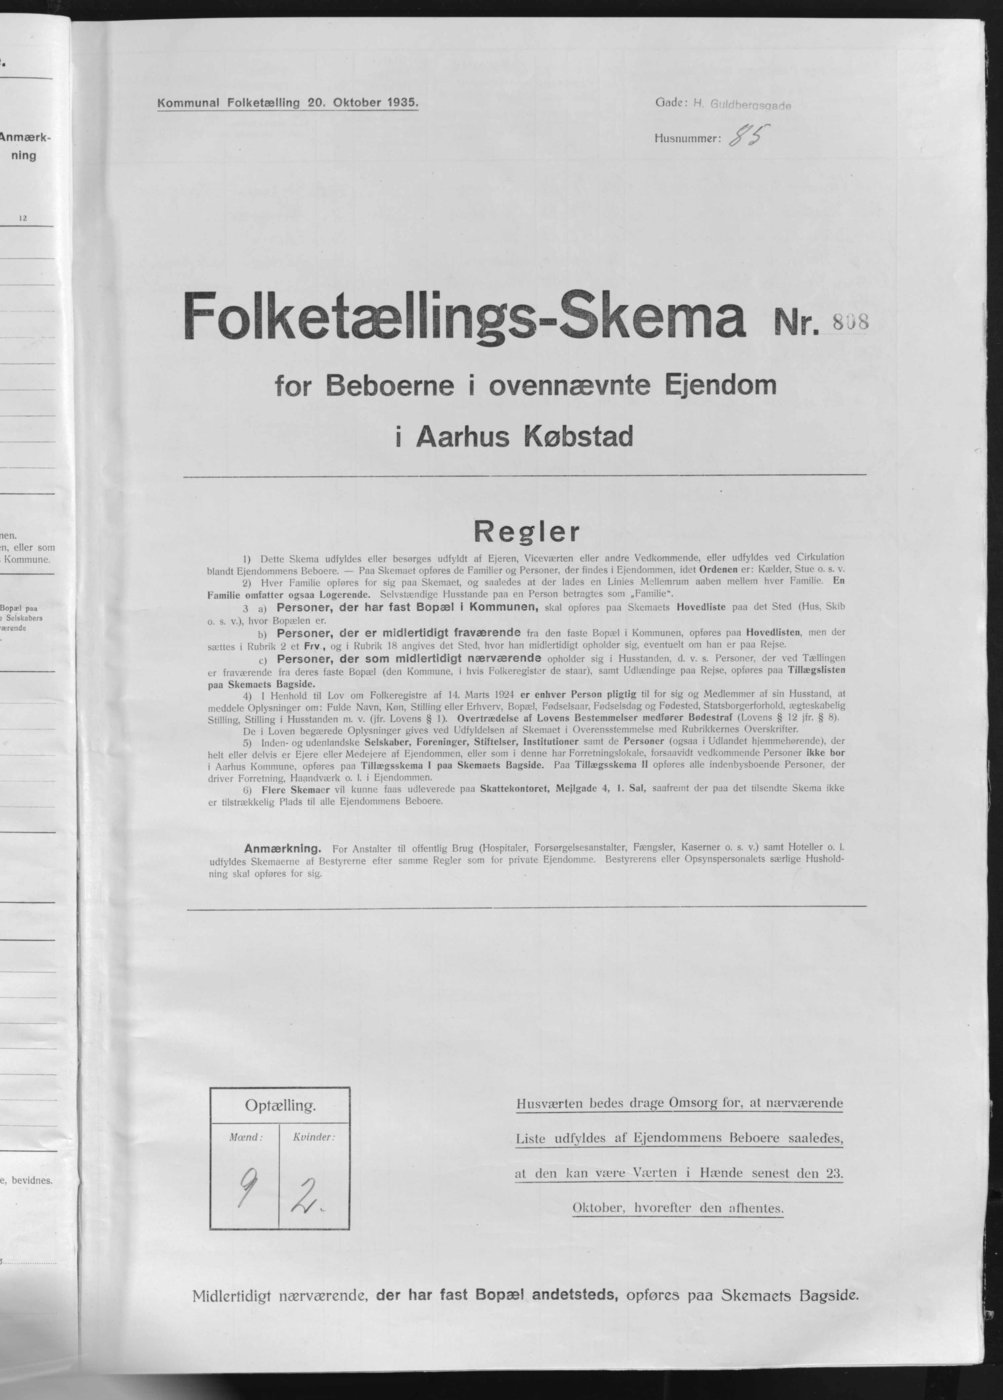 Anmærk-
ning
12
nen.
en, eller som
Kommune.
Bopæl paa
e Selskabers
værende
e, bevidnes.
Kommunal Folketælling 20. Oktober 1935.
Gade: H. Guldbergsgade
Husnummer: 85
Folketællings-Skema Nr. 808
for Beboerne i ovennævnte Ejendom
i Aarhus Købstad
Regler
1) Dette Skema udfyldes eller besørges udfyldt af Ejeren, Viceværten eller andre Vedkommende, eller udfyldes ved Cirkulation
blandt Ejendommens Beboere. — Paa Skemaet opføres de Familier og Personer, der findes i Ejendommen, idet Ordenen er: Kælder, Stue o. s. v.
2) Hver Familie opføres for sig paa Skemaet, og saaledes at der lades en Linies Mellemrum aaben mellem hver Familie. En
Familie omfatter ogsaa Logerende. Selvstændige Husstande paa en Person betragtes som „Familie".
3 a) Personer, der har fast Bopæl i Kommunen, skal opføres paa Skemaets Hovedliste paa det Sted (Hus, Skib
o. s. v.), hvor Bopælen er.
b) Personer, der er midlertidigt fraværende fra den faste Bopæl i Kommunen, opføres paa Hovedlisten, men der
sættes i Rubrik 2 et Frv., og i Rubrik 18 angives det Sted, hvor han midlertidigt opholder sig, eventuelt om han er paa Rejse.
c) Personer, der som midlertidigt nærværende opholder sig i Husstanden, d. v. s. Personer, der ved Tællingen
er fraværende fra deres faste Bopæl (den Kommune, i hvis Folkeregister de staar), samt Udlændinge paa Rejse, opføres paa Tillægslisten
paa Skemaets Bagside.
4) I Henhold til Lov om Folkeregistre af 14. Marts 1924 er enhver Person pligtig til for sig og Medlemmer af sin Husstand, at
meddele Oplysninger om: Fulde Navn, Køn, Stilling eller Erhverv, Bopæl, Fødselsaar, Fødselsdag og Fødested, Statsborgerforhold, ægteskabelig
Stilling, Stilling i Husstanden m. v. (jfr. Lovens § 1). Overtrædelse af Lovens Bestemmelser medfører Bødestraf (Lovens § 12 jfr. § 8).
De i Loven begærede Oplysninger gives ved Udfyldelsen af Skemaet i Overensstemmelse med Rubrikkernes Overskrifter.
5) Inden- og udenlandske Selskaber, Foreninger, Stiftelser, Institutioner samt de Personer (ogsaa i Udlandet hjemmehørende), der
helt eller delvis er Ejere eller Medejere af Ejendommen, eller som i denne har Forretningslokale, forsaavidt vedkommende Personer ikke bor
i Aarhus Kommune, opføres paa Tillægsskema I paa Skemaets Bagside. Paa Tillægsskema II opføres alle indenbysboende Personer, der
driver Forretning, Haandværk o. l. i Ejendommen.
6) Flere Skemaer vil kunne faas udleverede paa Skattekontoret, Mejlgade 4, 1. Sal, saafremt der paa det tilsendte Skema ikke
er tilstrækkelig Plads til alle Ejendommens Beboere.
Anmærkning. For Anstalter til offentlig Brug (Hospitaler, Forsørgelsesanstalter, Fængsler, Kaserner o. s. v.) samt Hoteller o. l.
udfyldes Skemaerne af Bestyrerne efter samme Regler som for private Ejendomme. Bestyrerens eller Opsynspersonalets særlige Hushold-
ning skal opføres for sig.
Optælling.
Mænd: Kvinder:
9 2.
Husværten bedes drage Omsorg for, at nærværende
Liste udfyldes af Ejendommens Beboere saaledes,
at den kan være Værten i Hænde senest den 23.
Oktober, hvorefter den afhentes.
Midlertidigt nærværende, der har fast Bopæl andetsteds, opføres paa Skemaets Bagside.